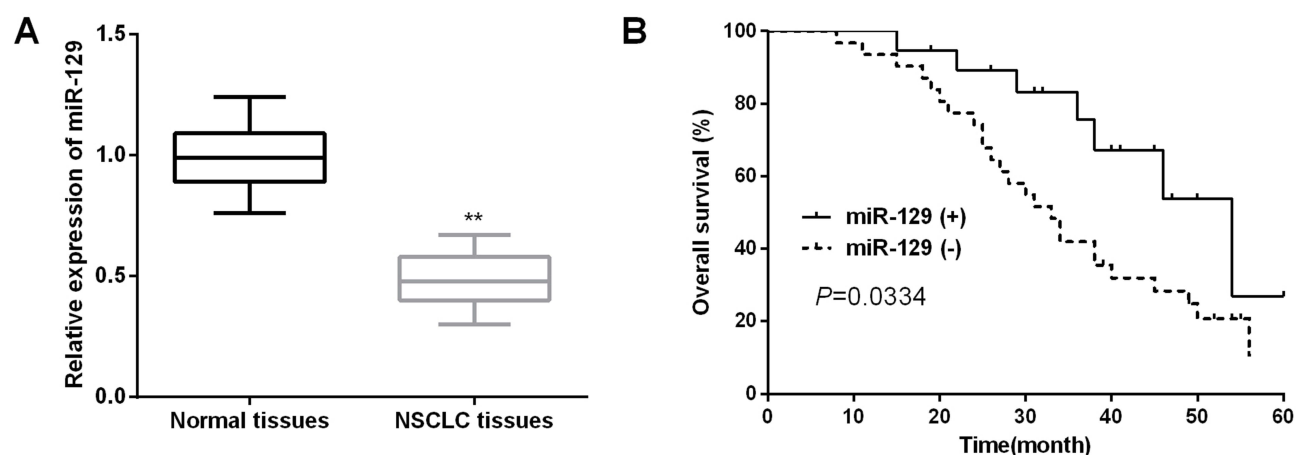 A
Relative expression of miR-129
1.5
1.0
0.5
0.0
**
Normal tissues
NSCLC tissues
B
Overall survival (%)
100
80
60
40
20
0
miR-129 (+)
miR-129 (-)
P=0.0334
0 10 20 30 40 50 60
Time(month)